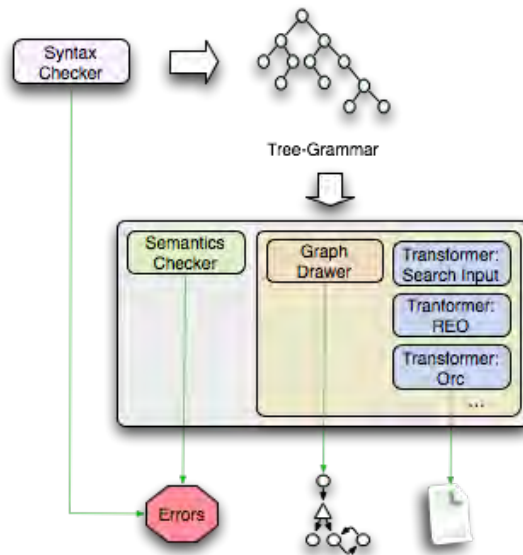 Syntax
Checker
Tree-Grammar
Semantics
Checker
Graph
Drawer
Transformer:
Search Input
Tranformer:
REO
Transformer:
Orc
...
Errors